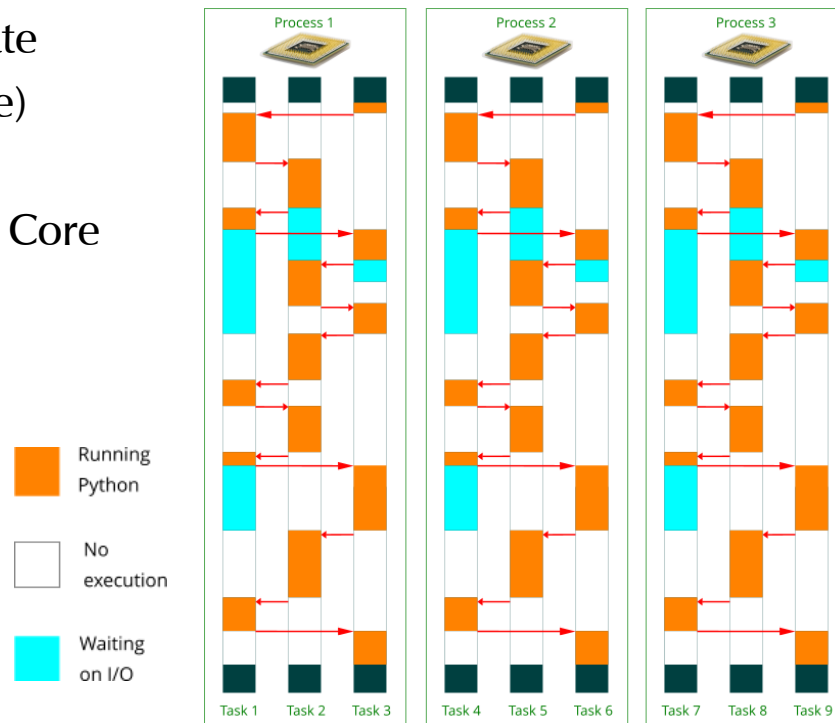 ate
e)
Core
Process 1
Process 2
Process 3
Running
Python
No
execution
Waiting
on I/O
Task 1
Task 2
Task 3
Task 4
Task 5
Task 6
Task 7
Task 8
Task 9